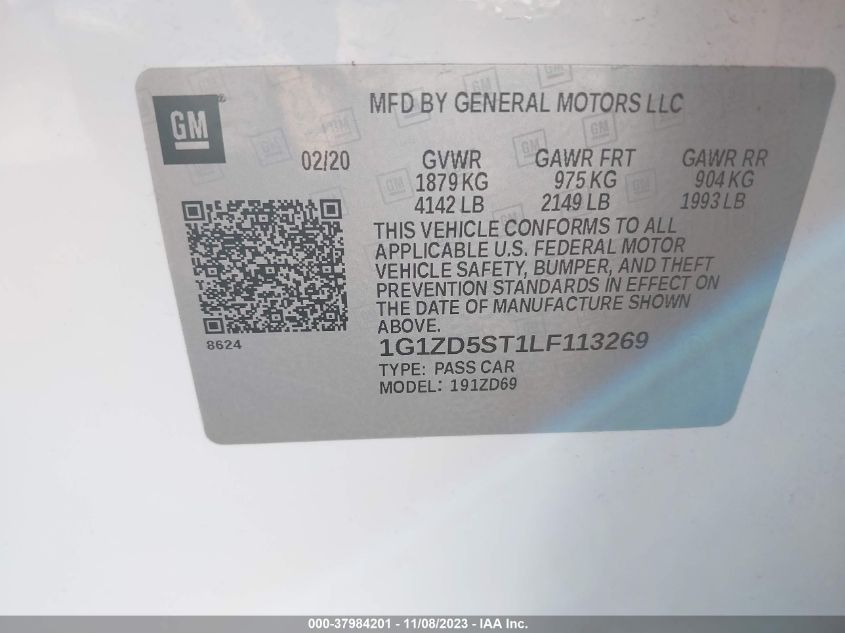 GM®
MFD BY GENERAL MOTORS LLC
02/20 GVWR GAWR FRT GAWR RR
1879 KG 975 KG 904 KG
4142 LB 2149 LB 1993 LB
THIS VEHICLE CONFORMS TO ALL
APPLICABLE U.S. FEDERAL MOTOR
VEHICLE SAFETY, BUMPER, AND THEFT
PREVENTION STANDARDS IN EFFECT ON
THE DATE OF MANUFACTURE SHOWN
ABOVE.
8624
1G1ZD5ST1LF113269
TYPE: PASS CAR
MODEL: 191ZD69
000-37984201 - 11/08/2023 - IAA Inc.